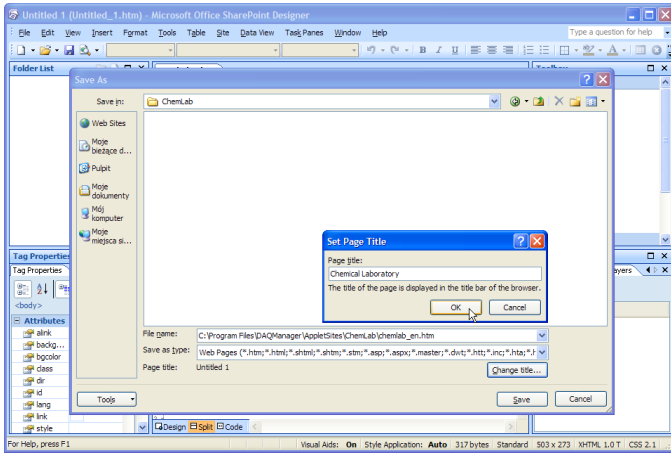 Untitled 1 (Untitled_1.htm) - Microsoft Office SharePoint Designer
File Edit View Insert Format Tools Table Site Data View Task Panes Window Help
Type a question for help
Folder List
Save As
Save in:
ChemLab
Web Sites
Moje
bieżące d...
Pulpit
Moje
dokumenty
Mój
komputer
Moje
miejsca si...
Set Page Title
Page title:
Chemical Laboratory
The title of the page is displayed in the title bar of the browser.
OK
Cancel
Tag Properties
Tag Properties
<body>
Attributes
alink
backg...
bgcolor
class
dir
id
lang
link
style
File name:
C:\Program Files\DAQManager\AppletSites\ChemLab\chemlab_en.htm
Save as type:
Web Pages (*.htm;*.html;*.shtml;*.shtm;*.stm;*.asp;*.aspx;*.master;*.dwt;*.htt;*.inc;*.hta;*.h
Page title:
Untitled 1
Change title...
Tools
Save
Cancel
Design Split Code
For Help, press F1
Visual Aids: On Style Application: Auto 317 bytes Standard 503 x 273 XHTML 1.0 T CSS 2.1